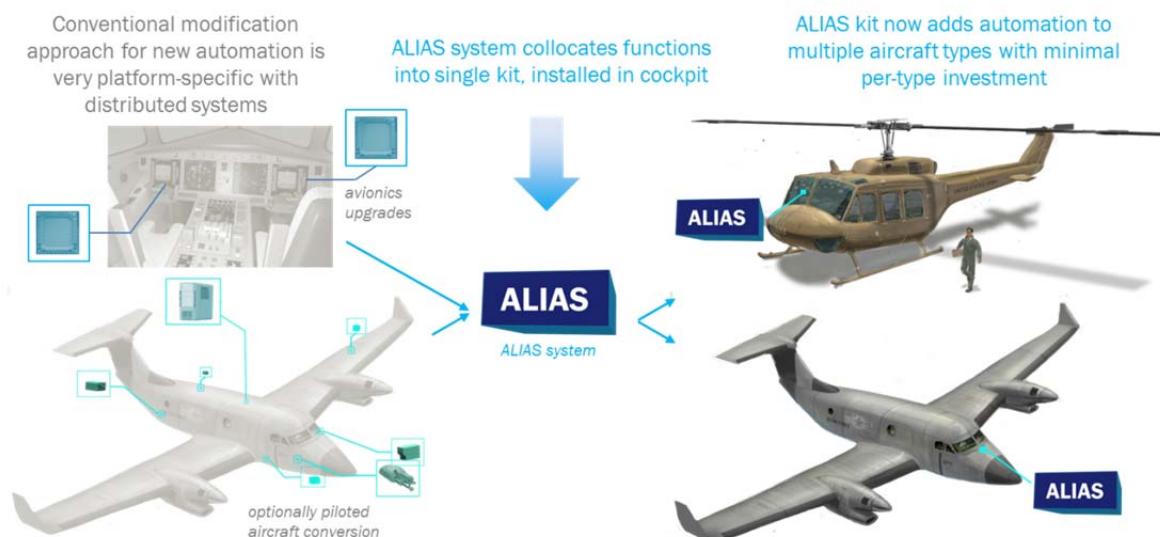 Conventional modification
approach for new automation is
very platform-specific with
distributed systems
avionics
upgrades
optionally piloted
aircraft conversion
ALIAS system collocates functions
into single kit, installed in cockpit
ALIAS
ALIAS system
ALIAS kit now adds automation to
multiple aircraft types with minimal
per-type investment
ALIAS
ALIAS